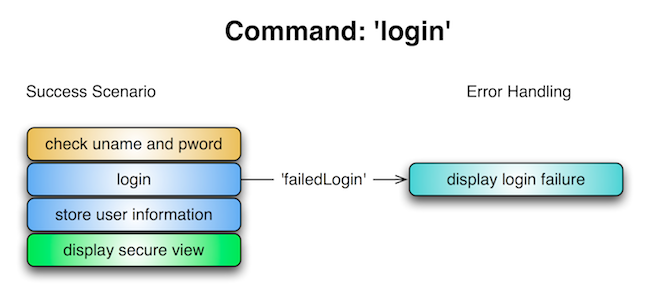 Command: 'login'
Success Scenario
Error Handling
check uname and pword
login
'failedLogin'
display login failure
store user information
display secure view